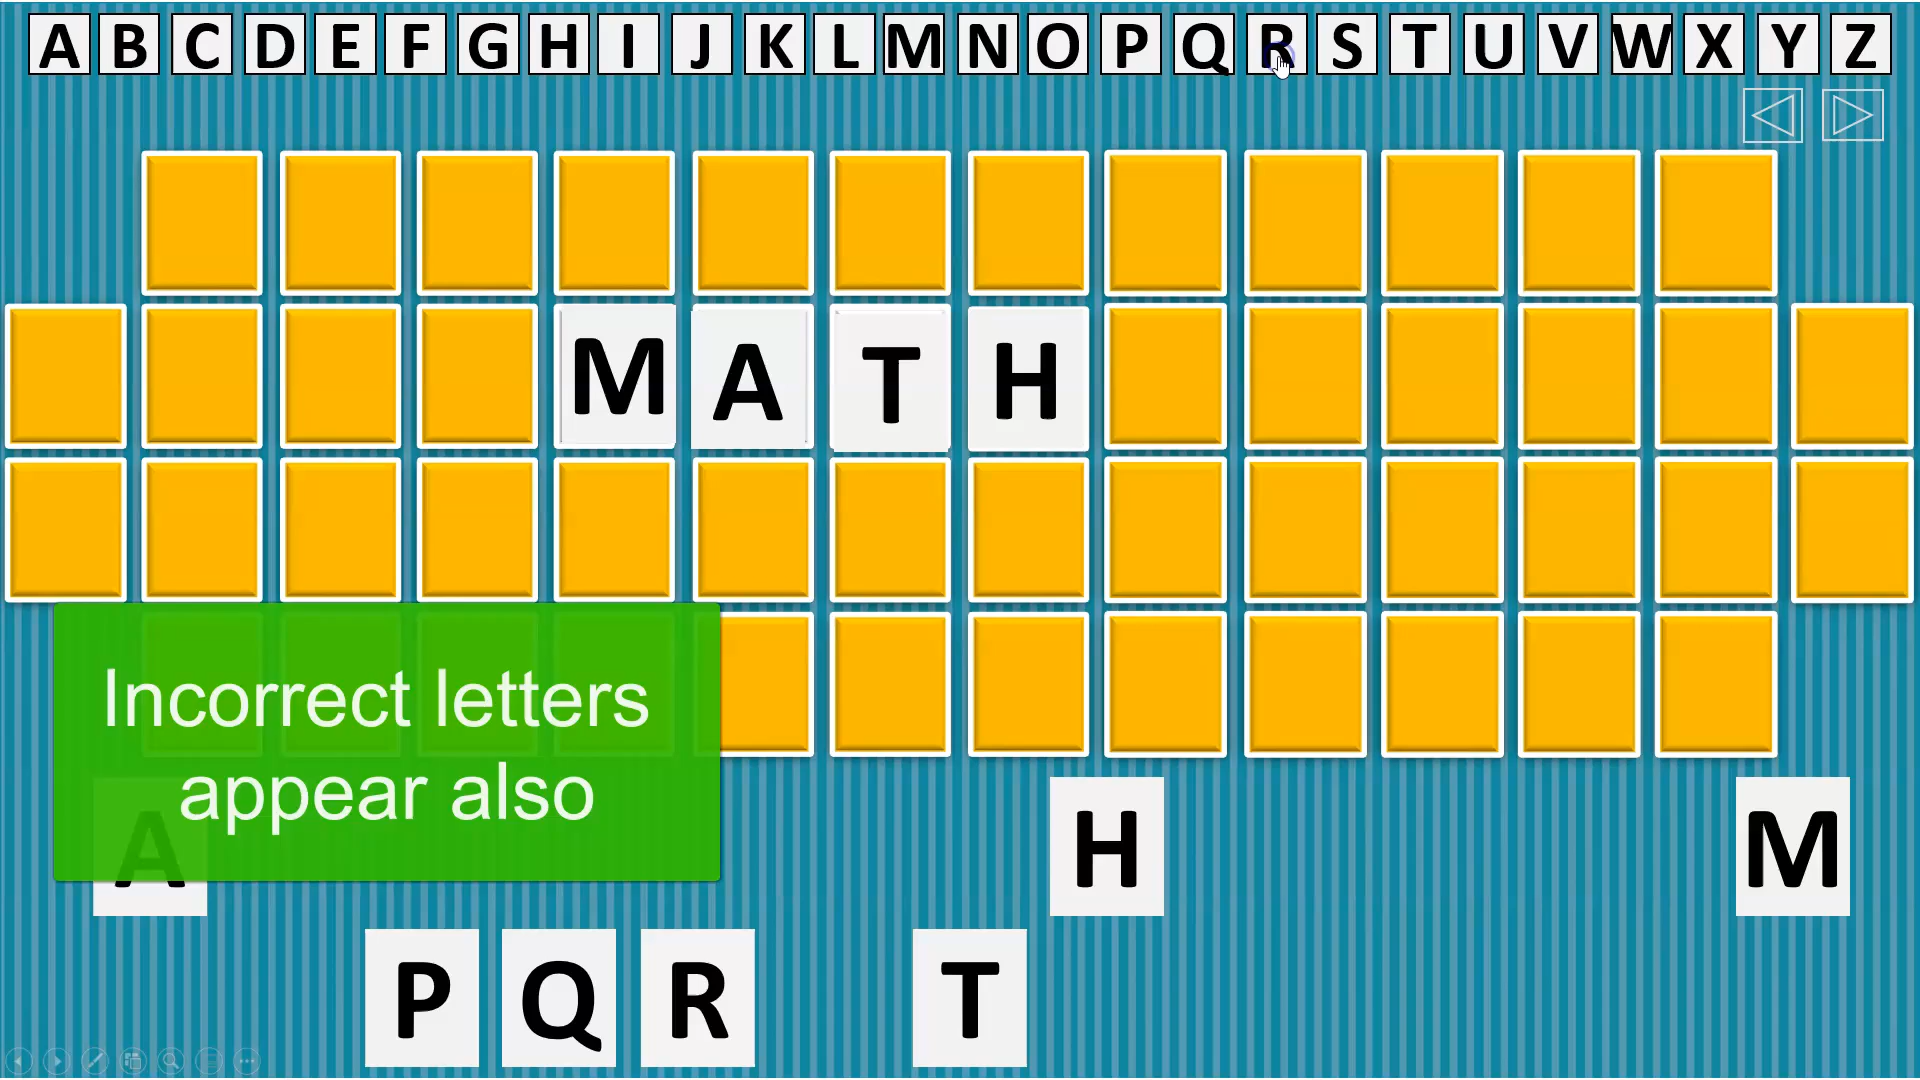 A B C D E F G H I J K L M N O P Q R S T U V W X Y Z
M A T H
Incorrect letters
appear also
A H M
P Q R T